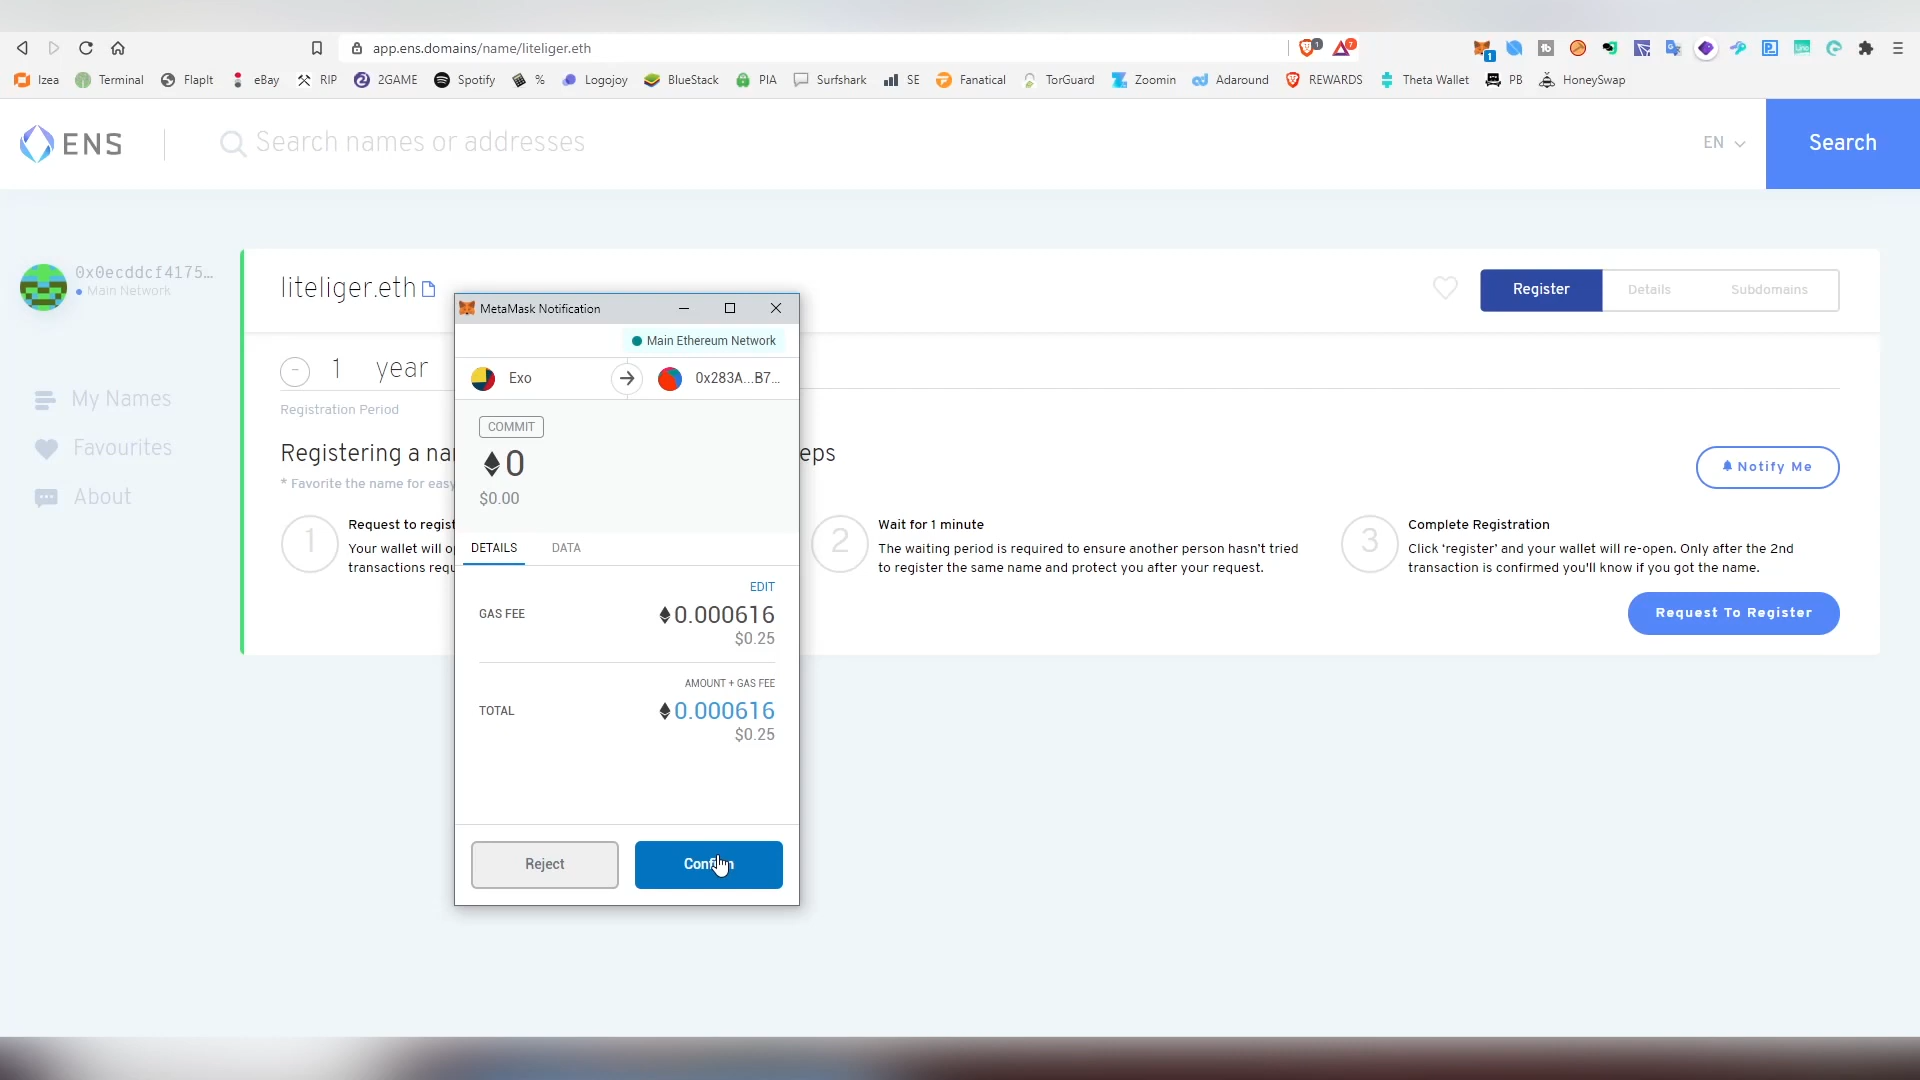 app.ens.domains/name/liteliger.eth
1
7
1
Izea
Terminal
FlapIt
eBay
RIP
2GAME
Spotify
%
Logojoy
BlueStack
PIA
Surfshark
SE
Fanatical
TorGuard
Zoomin
Adaround
REWARDS
Theta Wallet
PB
HoneySwap
ENS
Search names or addresses
EN
Search
0x0ecddcf4175...
Main Network
My Names
Favourites
About
liteliger.eth
Register
Details
Subdomains
1 year
Registration Period
Registering a na
eps
* Favorite the name for easy
Notify Me
1
Request to regist
Your wallet will o
transactions requ
2
Wait for 1 minute
The waiting period is required to ensure another person hasn't tried
to register the same name and protect you after your request.
3
Complete Registration
Click ‘register’ and your wallet will re-open. Only after the 2nd
transaction is confirmed you'll know if you got the name.
Request To Register
MetaMask Notification
Main Ethereum Network
Exo
0x283A...B7...
COMMIT
0
$0.00
DETAILS
DATA
EDIT
GAS FEE
0.000616
$0.25
AMOUNT + GAS FEE
TOTAL
0.000616
$0.25
Reject
Confirm